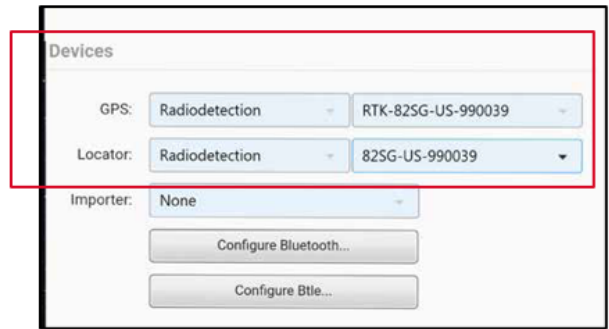 Devices
GPS: Radiodetection RTK-82SG-US-990039
Locator: Radiodetection 82SG-US-990039
Importer: None
Configure Bluetooth...
Configure Btle...